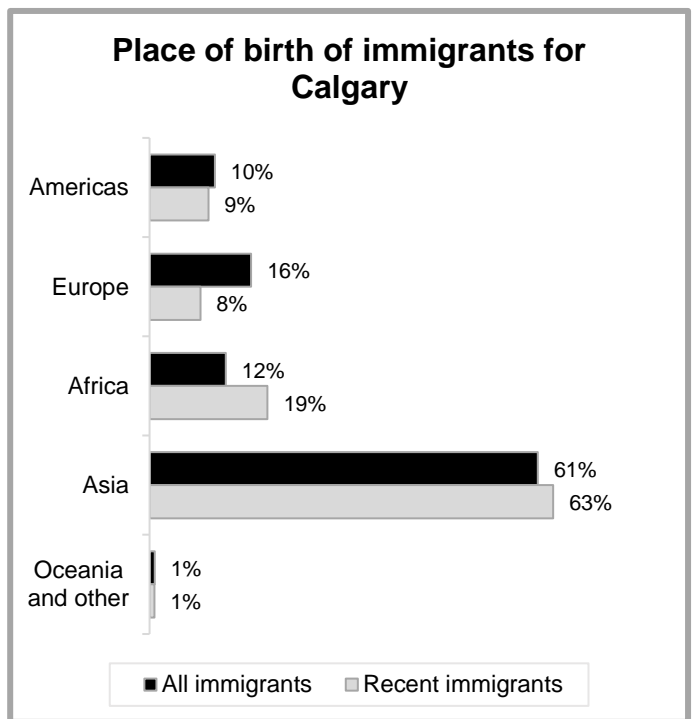 Place of birth of immigrants for
Calgary
Americas
10%
9%
Europe
16%
8%
Africa
12%
19%
Asia
61%
63%
Oceania
and other
1%
1%
All immigrants
Recent immigrants